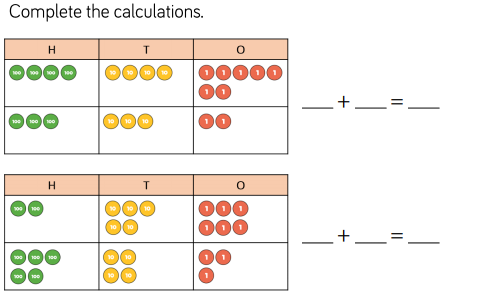 Complete the calculations.
H T O
100 100 100 100 10 10 10 10 1 1 1 1 1
1 1
___ + ___ = ___
100 100 100 10 10 10 1 1
H T O
100 100 10 10 10 1 1 1
10 10 1 1 1
___ + ___ = ___
100 100 100 10 10 1 1
100 100 10 10 1